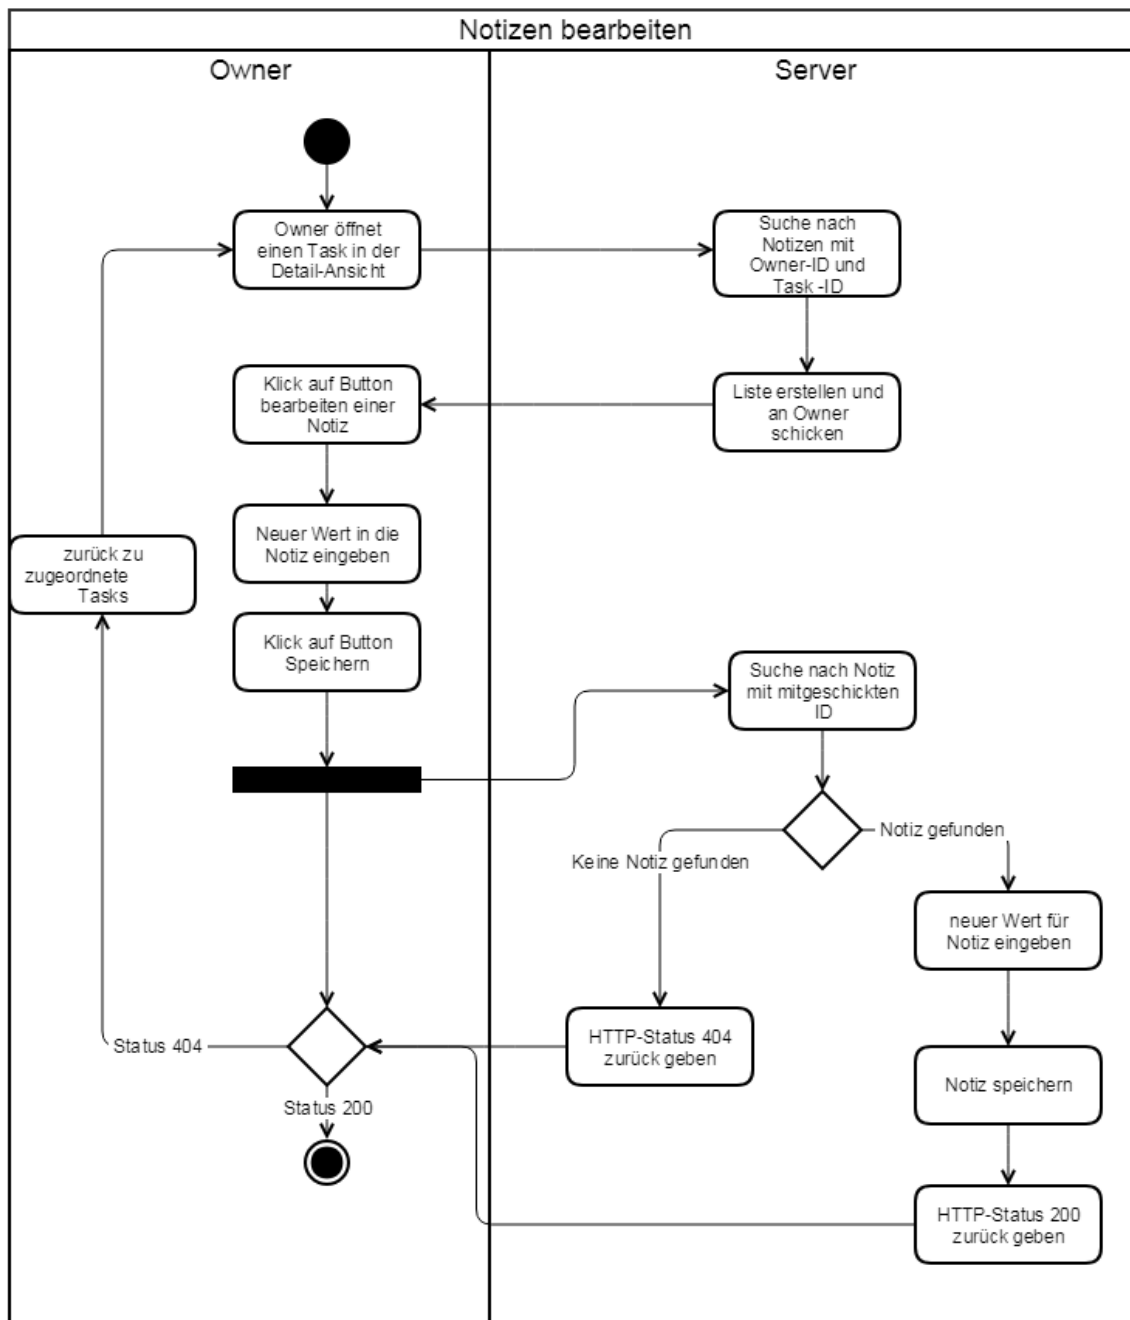 Notizen bearbeiten
Owner
Server
Owner öffnet
einen Task in der
Detail-Ansicht
Suche nach
Notizen mit
Owner-ID und
Task -ID
Klick auf Button
bearbeiten einer
Notiz
Liste erstellen und
an Owner
schicken
Neuer Wert in die
Notiz eingeben
zurück zu
zugeordnete
Tasks
Klick auf Button
Speichern
Suche nach Notiz
mit mitgeschickten
ID
Notiz gefunden
Keine Notiz gefunden
neuer Wert für
Notiz eingeben
HTTP-Status 404
zurück geben
Status 404
Notiz speichern
Status 200
HTTP-Status 200
zurück geben